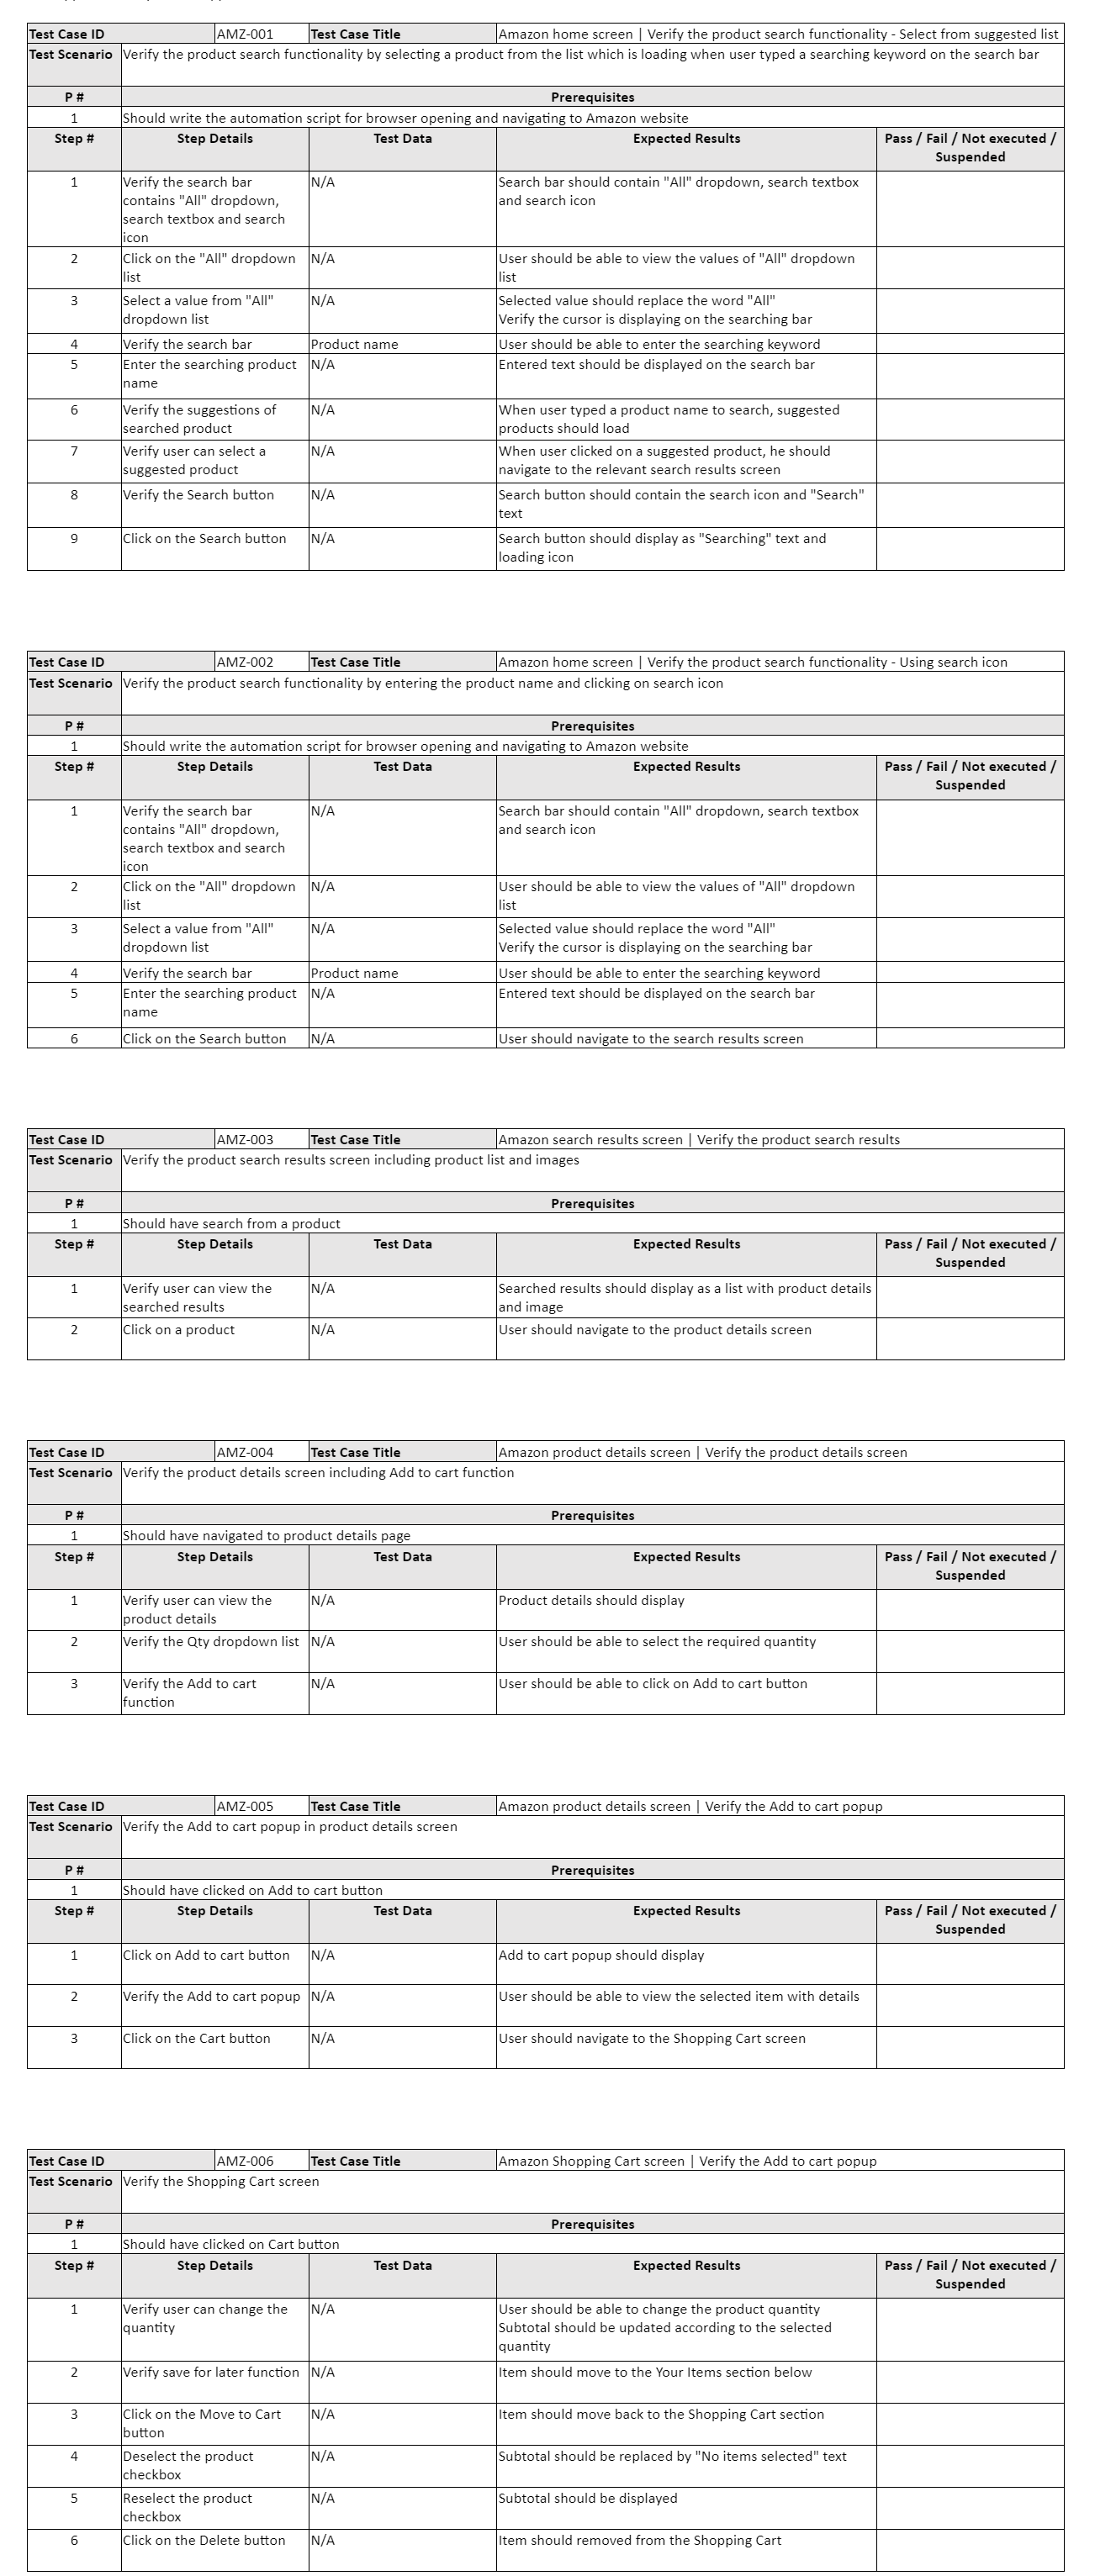 Test Case ID AMZ-001 Test Case Title Amazon home screen | Verify the product search functionality - Select from suggested list
Test Scenario Verify the product search functionality by selecting a product from the list which is loading when user typed a searching keyword on the search bar
P # Prerequisites
1 Should write the automation script for browser opening and navigating to Amazon website
Step # Step Details Test Data Expected Results Pass / Fail / Not executed /
Suspended
1 Verify the search bar N/A Search bar should contain "All" dropdown, search textbox
contains "All" dropdown, and search icon
search textbox and search
icon
2 Click on the "All" dropdown N/A User should be able to view the values of "All" dropdown
list list
3 Select a value from "All" N/A Selected value should replace the word "All"
dropdown list Verify the cursor is displaying on the searching bar
4 Verify the search bar Product name User should be able to enter the searching keyword
5 Enter the searching product N/A Entered text should be displayed on the search bar
name
6 Verify the suggestions of N/A When user typed a product name to search, suggested
searched product products should load
7 Verify user can select a N/A When user clicked on a suggested product, he should
suggested product navigate to the relevant search results screen
8 Verify the Search button N/A Search button should contain the search icon and "Search"
text
9 Click on the Search button N/A Search button should display as "Searching" text and
loading icon
Test Case ID AMZ-002 Test Case Title Amazon home screen | Verify the product search functionality - Using search icon
Test Scenario Verify the product search functionality by entering the product name and clicking on search icon
P # Prerequisites
1 Should write the automation script for browser opening and navigating to Amazon website
Step # Step Details Test Data Expected Results Pass / Fail / Not executed /
Suspended
1 Verify the search bar N/A Search bar should contain "All" dropdown, search textbox
contains "All" dropdown, and search icon
search textbox and search
icon
2 Click on the "All" dropdown N/A User should be able to view the values of "All" dropdown
list list
3 Select a value from "All" N/A Selected value should replace the word "All"
dropdown list Verify the cursor is displaying on the searching bar
4 Verify the search bar Product name User should be able to enter the searching keyword
5 Enter the searching product N/A Entered text should be displayed on the search bar
name
6 Click on the Search button N/A User should navigate to the search results screen
Test Case ID AMZ-003 Test Case Title Amazon search results screen | Verify the product search results
Test Scenario Verify the product search results screen including product list and images
P # Prerequisites
1 Should have search from a product
Step # Step Details Test Data Expected Results Pass / Fail / Not executed /
Suspended
1 Verify user can view the N/A Searched results should display as a list with product details
searched results and image
2 Click on a product N/A User should navigate to the product details screen
Test Case ID AMZ-004 Test Case Title Amazon product details screen | Verify the product details screen
Test Scenario Verify the product details screen including Add to cart function
P # Prerequisites
1 Should have navigated to product details page
Step # Step Details Test Data Expected Results Pass / Fail / Not executed /
Suspended
1 Verify user can view the N/A Product details should display
product details
2 Verify the Qty dropdown list N/A User should be able to select the required quantity
3 Verify the Add to cart N/A User should be able to click on Add to cart button
function
Test Case ID AMZ-005 Test Case Title Amazon product details screen | Verify the Add to cart popup
Test Scenario Verify the Add to cart popup in product details screen
P # Prerequisites
1 Should have clicked on Add to cart button
Step # Step Details Test Data Expected Results Pass / Fail / Not executed /
Suspended
1 Click on Add to cart button N/A Add to cart popup should display
2 Verify the Add to cart popup N/A User should be able to view the selected item with details
3 Click on the Cart button N/A User should navigate to the Shopping Cart screen
Test Case ID AMZ-006 Test Case Title Amazon Shopping Cart screen | Verify the Add to cart popup
Test Scenario Verify the Shopping Cart screen
P # Prerequisites
1 Should have clicked on Cart button
Step # Step Details Test Data Expected Results Pass / Fail / Not executed /
Suspended
1 Verify user can change the N/A User should be able to change the product quantity
quantity Subtotal should be updated according to the selected
quantity
2 Verify save for later function N/A Item should move to the Your Items section below
3 Click on the Move to Cart N/A Item should move back to the Shopping Cart section
button
4 Deselect the product N/A Subtotal should be replaced by "No items selected" text
checkbox
5 Reselect the product N/A Subtotal should be displayed
checkbox
6 Click on the Delete button N/A Item should removed from the Shopping Cart